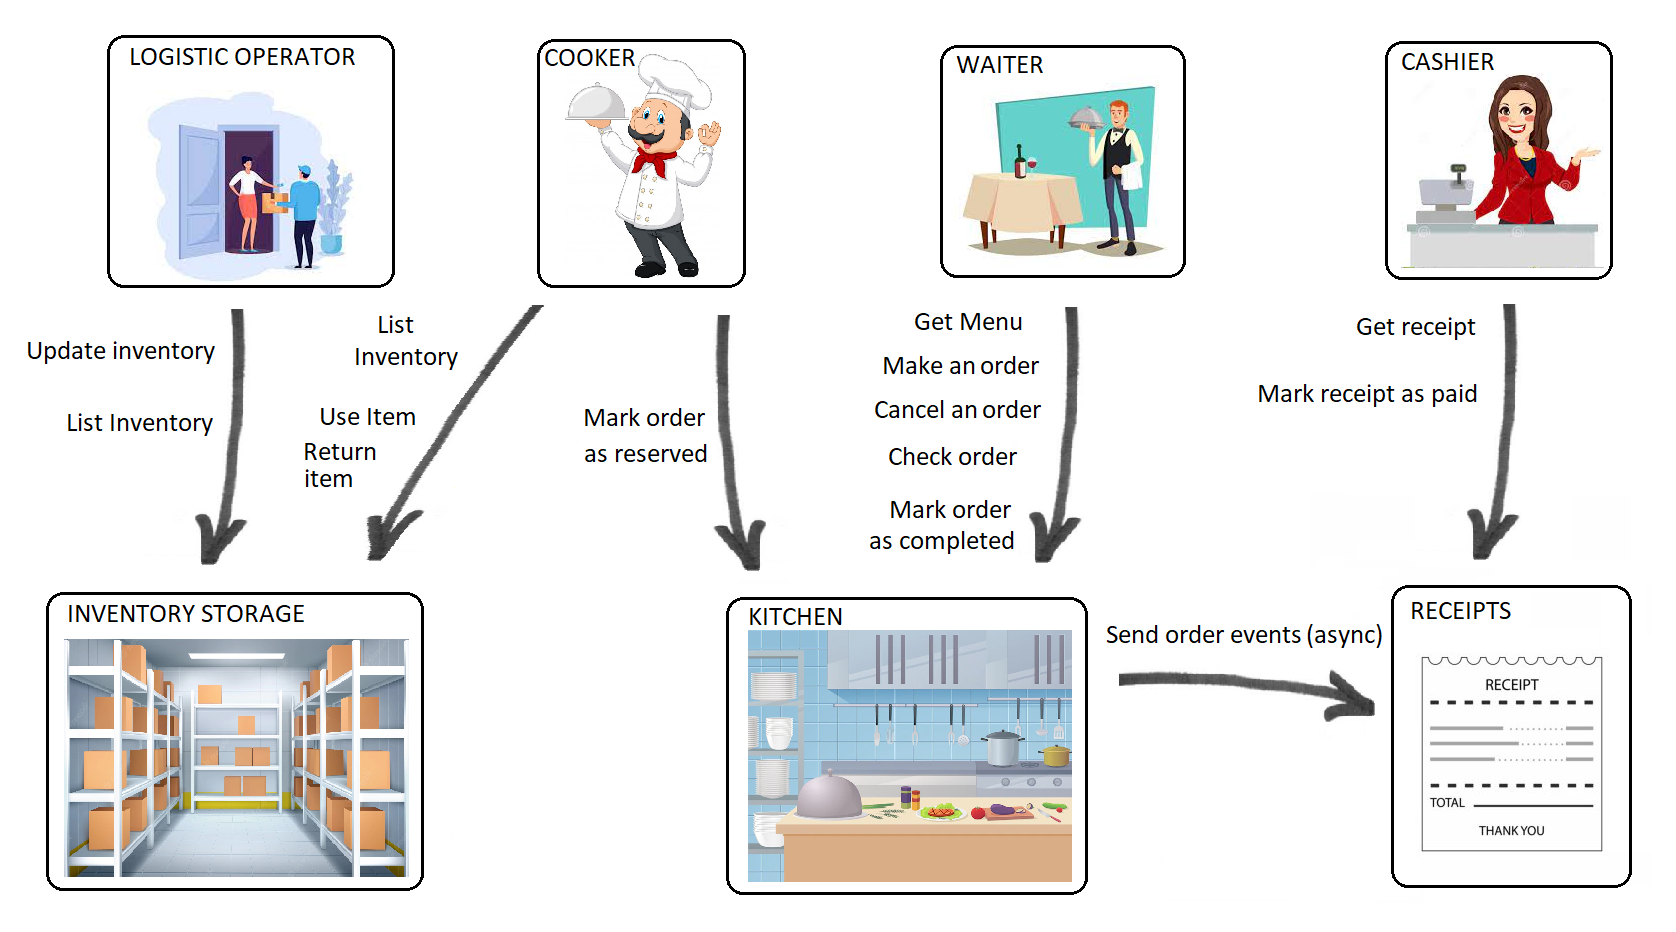 LOGISTIC OPERATOR
COOKER
WAITER
CASHIER
Update inventory
List Inventory
List
Inventory
Use Item
Return
item
Mark order
as reserved
Get Menu
Make an order
Cancel an order
Check order
Mark order
as completed
Get receipt
Mark receipt as paid
INVENTORY STORAGE
KITCHEN
Send order events (async)
RECEIPTS
RECEIPT
TOTAL
THANK YOU